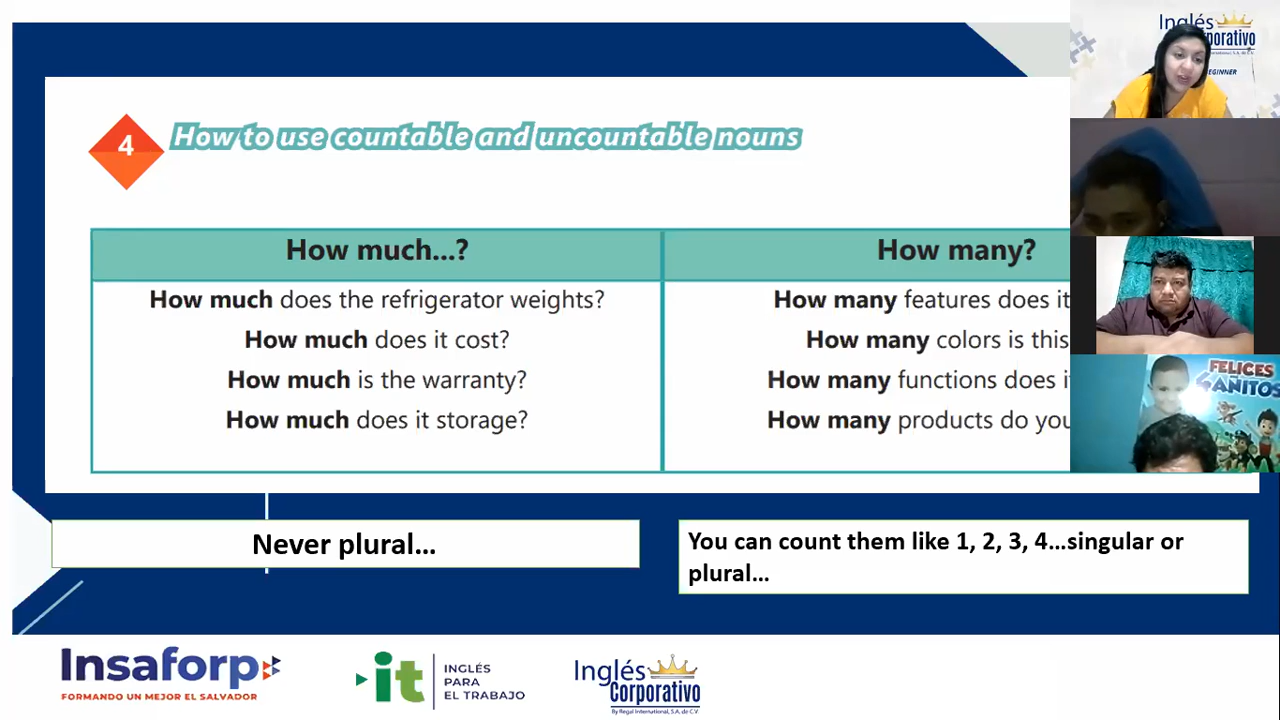 4
How to use countable and uncountable nouns
How much...?
How many?
How much does the refrigerator weights?
How much does it cost?
How much is the warranty?
How much does it storage?
How many features does it
How many colors is this
How many functions does
How many products do you
Never plural...
You can count them like 1, 2, 3, 4...singular or
plural...
Insaforp
FORMANDO UN MEJOR EL SALVADOR
it
INGLÉS
PARA
EL TRABAJO
Inglés
Corporativo
By Regal International, S.A. de C.V.
Inglés
FELICES
4 AÑITOS